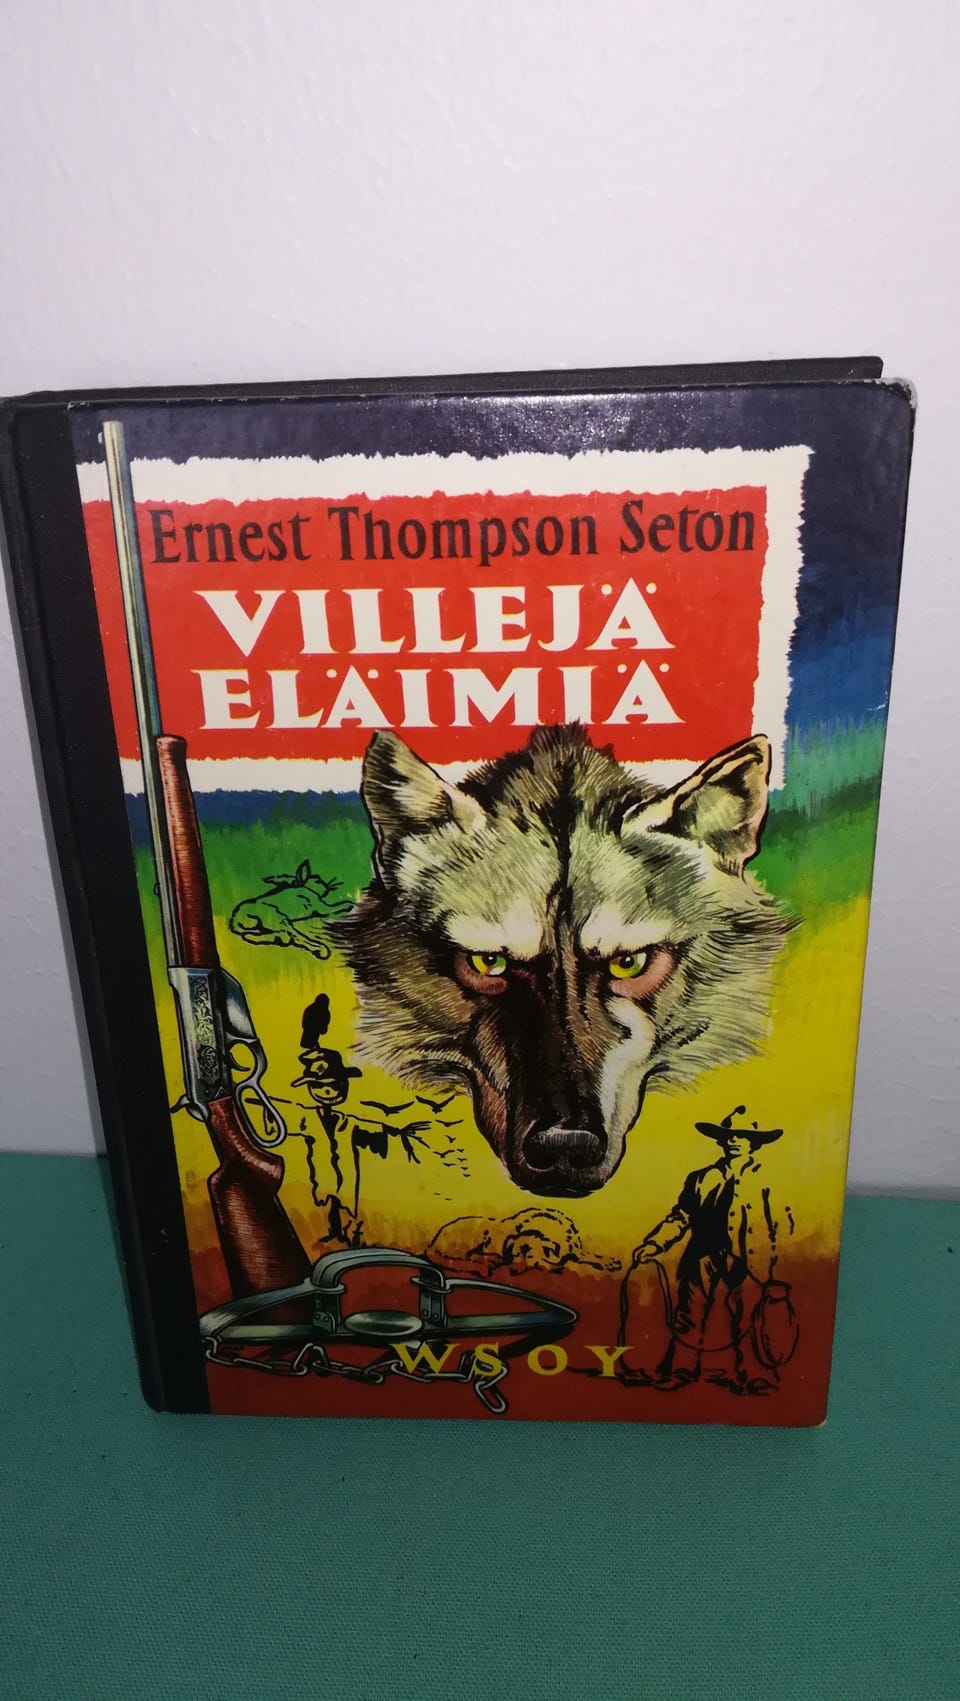 Ernest Thompson Seton
VILLEJÄ
ELÄIMIÄ
WSOY